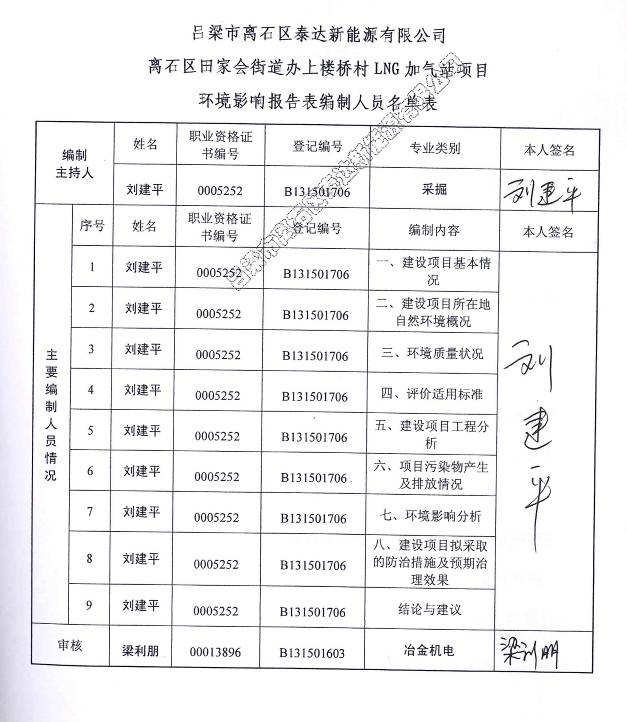 吕梁市离石区泰达新能源有限公司
离石区田家会街道办上楼桥村 LNG 加气站项目
环境影响报告表编制人员名单表
编制
主持人
姓名
职业资格证
书编号
登记编号
专业类别
本人签名
刘建平
0005252
B131501706
采掘
刘建平
主要编制人员情况
序号
姓名
职业资格证
书编号
登记编号
编制内容
本人签名
1
刘建平
0005252
B131501706
一、建设项目基本情
况
2
刘建平
0005252
B131501706
二、建设项目所在地
自然环境概况
3
刘建平
0005252
B131501706
三、环境质量状况
4
刘建平
0005252
B131501706
四、评价适用标准
5
刘建平
0005252
B131501706
五、建设项目工程分
析
6
刘建平
0005252
B131501706
六、项目污染物产生
及排放情况
7
刘建平
0005252
B131501706
七、环境影响分析
8
刘建平
0005252
B131501706
八、建设项目拟采取
的防治措施及预期治
理效果
9
刘建平
0005252
B131501706
结论与建议
刘建平
审核
梁利朋
00013896
B131501603
冶金机电
梁利朋